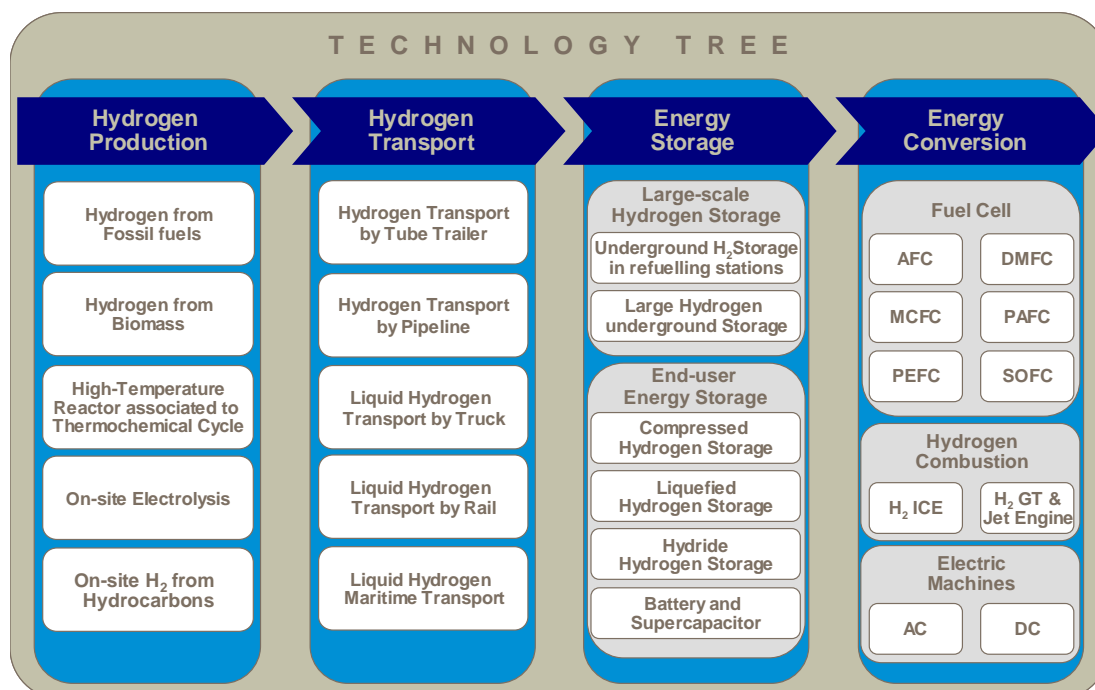 TECHNOLOGY TREE
Hydrogen
Production
Hydrogen from
Fossil fuels
Hydrogen from
Biomass
High-Temperature
Reactor associated to
Thermochemical Cycle
On-site Electrolysis
On-site H₂ from
Hydrocarbons
Hydrogen
Transport
Hydrogen Transport
by Tube Trailer
Hydrogen Transport
by Pipeline
Liquid Hydrogen
Transport by Truck
Liquid Hydrogen
Transport by Rail
Liquid Hydrogen
Maritime Transport
Energy
Storage
Large-scale
Hydrogen Storage
Underground H₂Storage
in refuelling stations
Large Hydrogen
underground Storage
End-user
Energy Storage
Compressed
Hydrogen Storage
Liquefied
Hydrogen Storage
Hydride
Hydrogen Storage
Battery and
Supercapacitor
Energy
Conversion
Fuel Cell
AFC
DMFC
MCFC
PAFC
PEFC
SOFC
Hydrogen
Combustion
H₂ ICE
H₂ GT &
Jet Engine
Electric
Machines
AC
DC